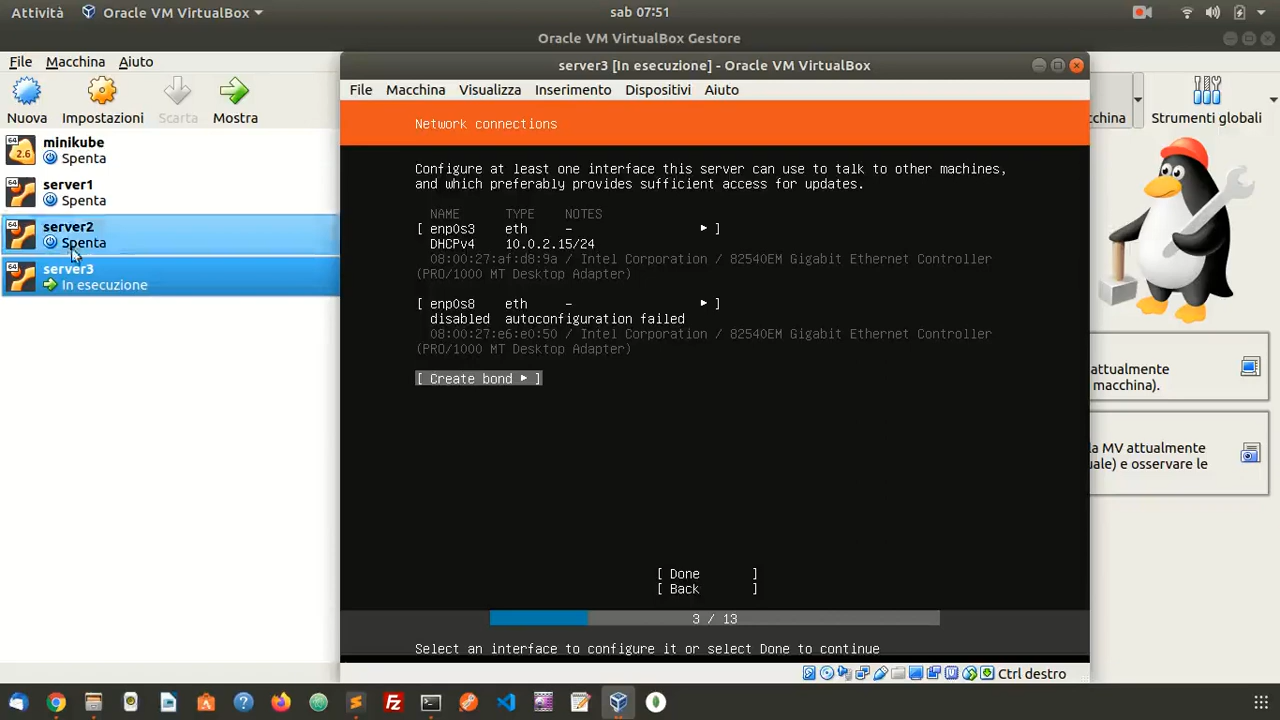 Attività
Oracle VM VirtualBox
sab 07:51
Oracle VM VirtualBox Gestore
File Macchina Aiuto
server3 [In esecuzione] - Oracle VM VirtualBox
File Macchina Visualizza Inserimento Dispositivi Aiuto
Nuova Impostazioni Scarta Mostra
china Strumenti globali
64 2.6 minikube
Spenta
64 server1
Spenta
64 server2
Spenta
64 server3
In esecuzione
Network connections
Configure at least one interface this server can use to talk to other machines,
and which preferably provides sufficient access for updates.
NAME TYPE NOTES
[ enp0s3 eth - ► ]
DHCPv4 10.0.2.15/24
08:00:27:af:d8:9a / Intel Corporation / 82540EM Gigabit Ethernet Controller
(PRO/1000 MT Desktop Adapter)
[ enp0s8 eth - ► ]
disabled autoconfiguration failed
08:00:27:e6:e0:50 / Intel Corporation / 82540EM Gigabit Ethernet Controller
(PRO/1000 MT Desktop Adapter)
[ Create bond ► ]
[ Done ]
[ Back ]
3 / 13
Select an interface to configure it or select Done to continue
attualmente
macchina).
la MV attualmente
uale) e osservare le
Ctrl destro